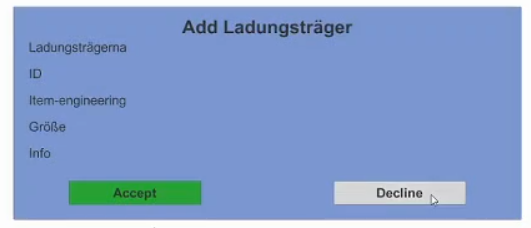 Add Ladungsträger
Ladungsträgerna
ID
Item-engineering
Größe
Info
Accept
Decline